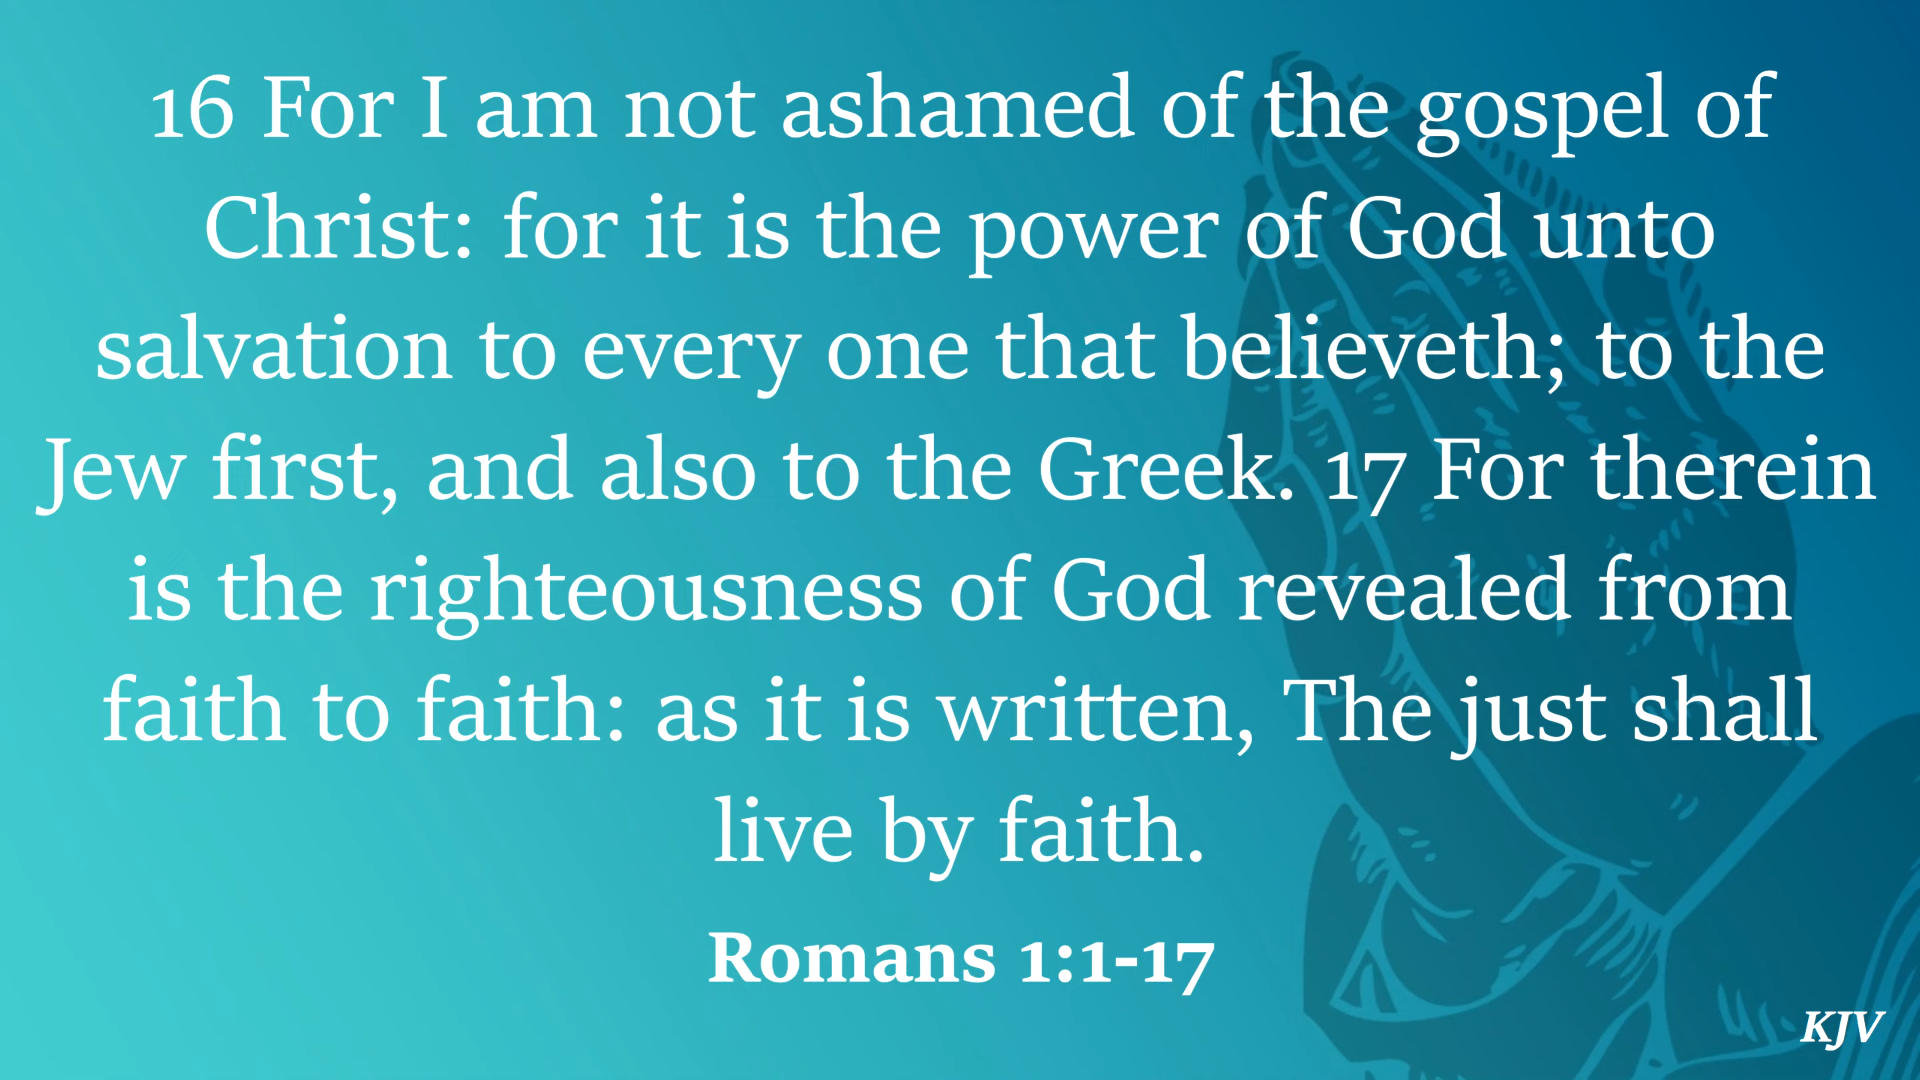 16 For I am not ashamed of the gospel of
Christ: for it is the power of God unto
salvation to every one that believeth; to the
Jew first, and also to the Greek. 17 For therein
is the righteousness of God revealed from
faith to faith: as it is written, The just shall
live by faith.
Romans 1:1-17
KJV